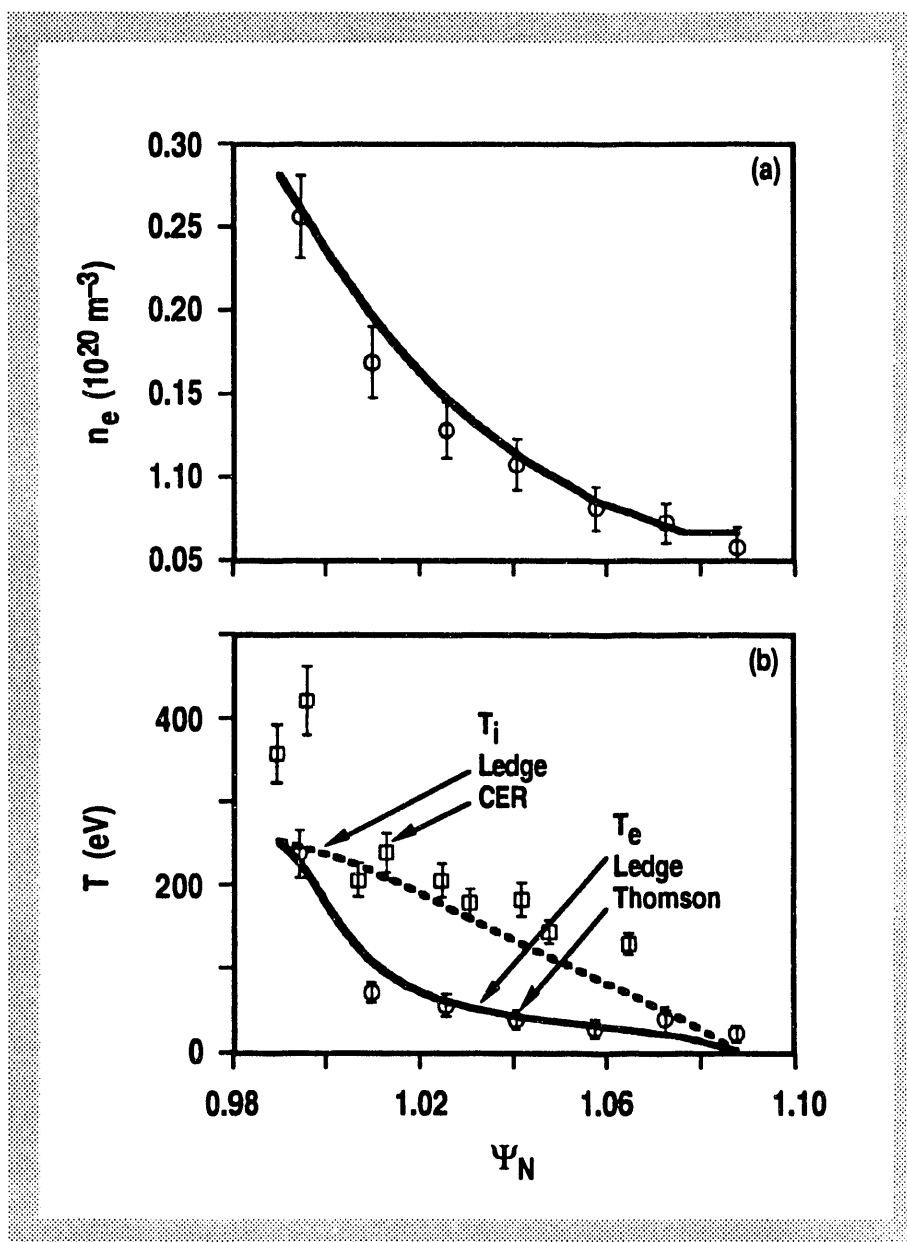 (a)
0.30
0.25
0.20
0.15
1.10
0.05
n_e (10^20 m^-3)
(b)
400
200
0
T (eV)
T_i
Ledge
CER
T_e
Ledge
Thomson
0.98 1.02 1.06 1.10
Ψ_N